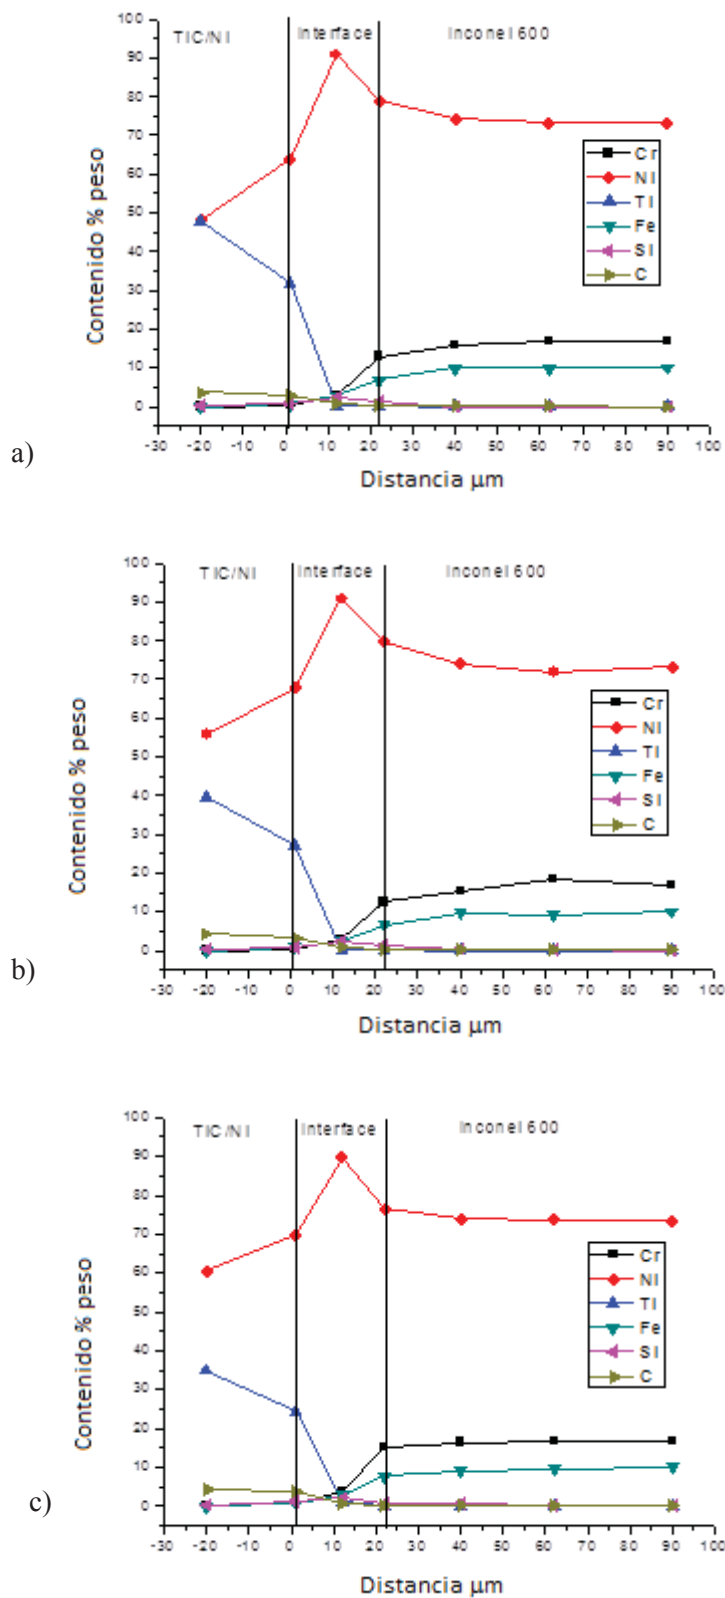 TIC/NI Interface Inconel 600
100
90
80
70
60
50
40
30
20
10
0
Contenido % peso
Cr
NI
TI
Fe
SI
C
-30 -20 -10 0 10 20 30 40 50 60 70 80 90 100
Distancia µm
a)
TIC/NI Interface Inconel 600
100
90
80
70
60
50
40
30
20
10
0
Contenido % peso
Cr
NI
TI
Fe
SI
C
-30 -20 -10 0 10 20 30 40 50 60 70 80 90 100
Distancia µm
b)
TIC/NI Interface Inconel 600
100
90
80
70
60
50
40
30
20
10
0
Contenido % peso
Cr
NI
TI
Fe
SI
C
-30 -20 -10 0 10 20 30 40 50 60 70 80 90 100
Distancia µm
c)